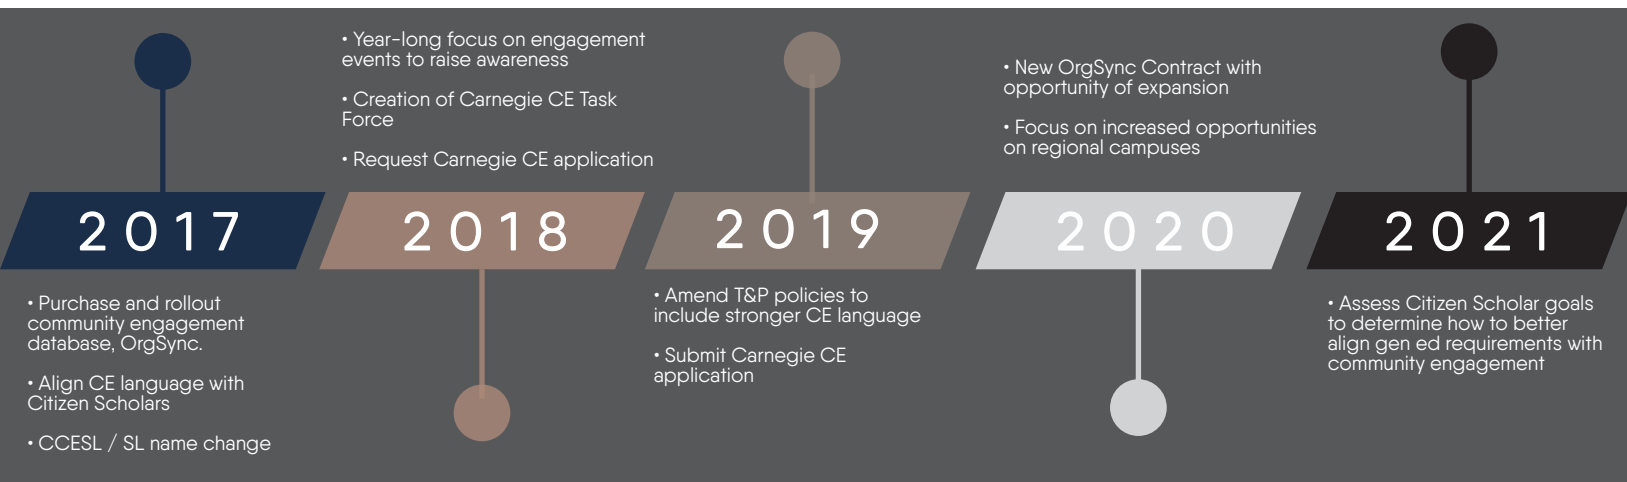 2017
• Purchase and rollout
community engagement
database, OrgSync.
• Align CE language with
Citizen Scholars
• CCESL / SL name change
• Year-long focus on engagement
events to raise awareness
• Creation of Carnegie CE Task
Force
• Request Carnegie CE application
2018
2019
• Amend T&P policies to
include stronger CE language
• Submit Carnegie CE
application
• New OrgSync Contract with
opportunity of expansion
• Focus on increased opportunities
on regional campuses
2020
2021
• Assess Citizen Scholar goals
to determine how to better
align gen ed requirements with
community engagement